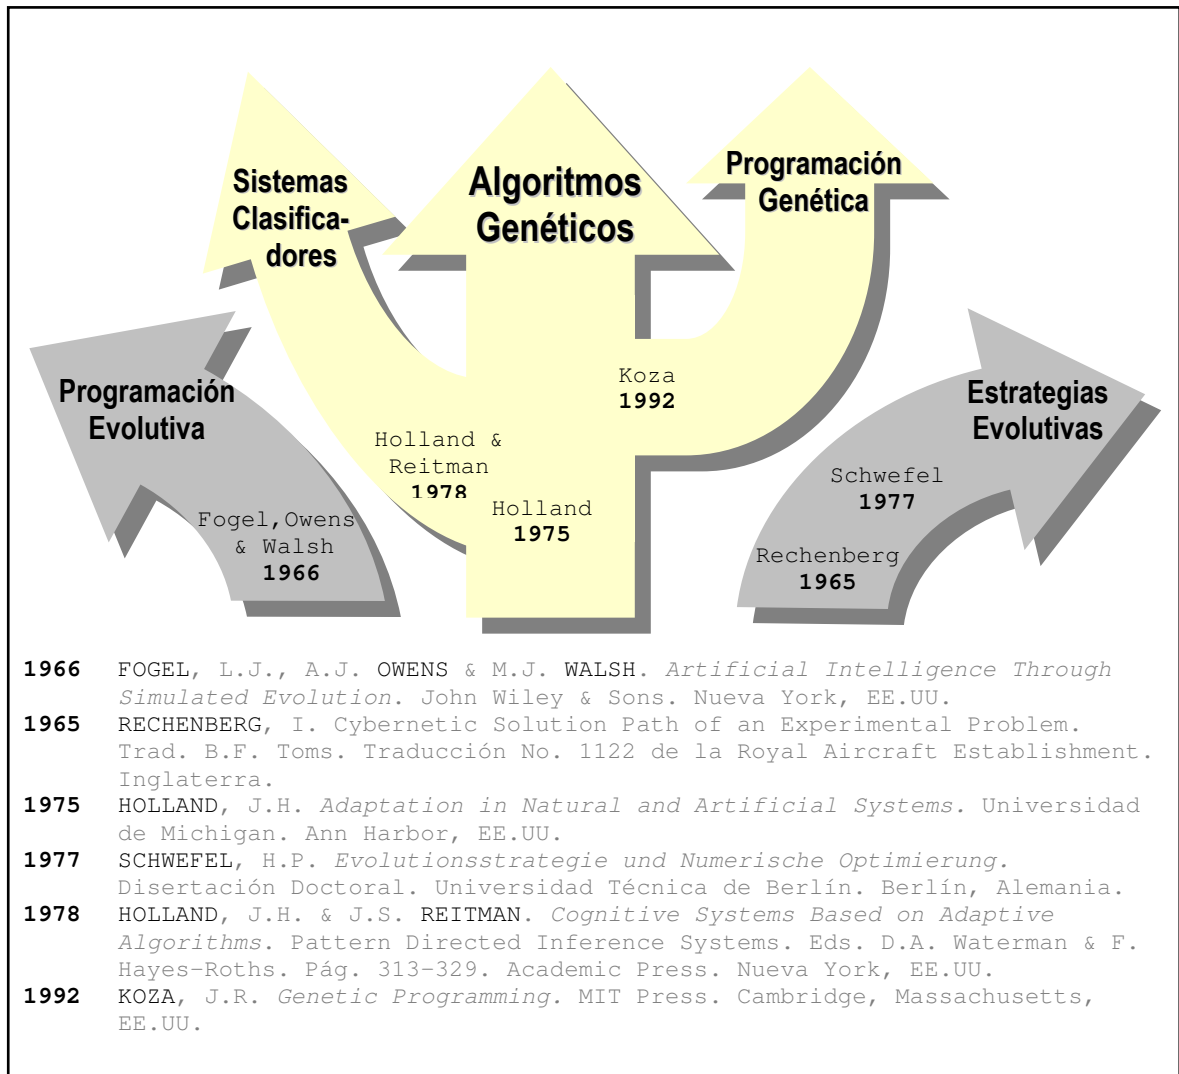 Sistemas
Clasifica-
dores
Algoritmos
Genéticos
Programación
Genética
Programación
Evolutiva
Estrategias
Evolutivas
Koza
1992
Holland &
Reitman
1978
Holland
1975
Schwefel
1977
Fogel,Owens
& Walsh
1966
Rechenberg
1965
1966 FOGEL, L.J., A.J. OWENS & M.J. WALSH. Artificial Intelligence Through
Simulated Evolution. John Wiley & Sons. Nueva York, EE.UU.
1965 RECHENBERG, I. Cybernetic Solution Path of an Experimental Problem.
Trad. B.F. Toms. Traducción No. 1122 de la Royal Aircraft Establishment.
Inglaterra.
1975 HOLLAND, J.H. Adaptation in Natural and Artificial Systems. Universidad
de Michigan. Ann Harbor, EE.UU.
1977 SCHWEFEL, H.P. Evolutionsstrategie und Numerische Optimierung.
Disertación Doctoral. Universidad Técnica de Berlín. Berlín, Alemania.
1978 HOLLAND, J.H. & J.S. REITMAN. Cognitive Systems Based on Adaptive
Algorithms. Pattern Directed Inference Systems. Eds. D.A. Waterman & F.
Hayes-Roths. Pág. 313-329. Academic Press. Nueva York, EE.UU.
1992 KOZA, J.R. Genetic Programming. MIT Press. Cambridge, Massachusetts,
EE.UU.